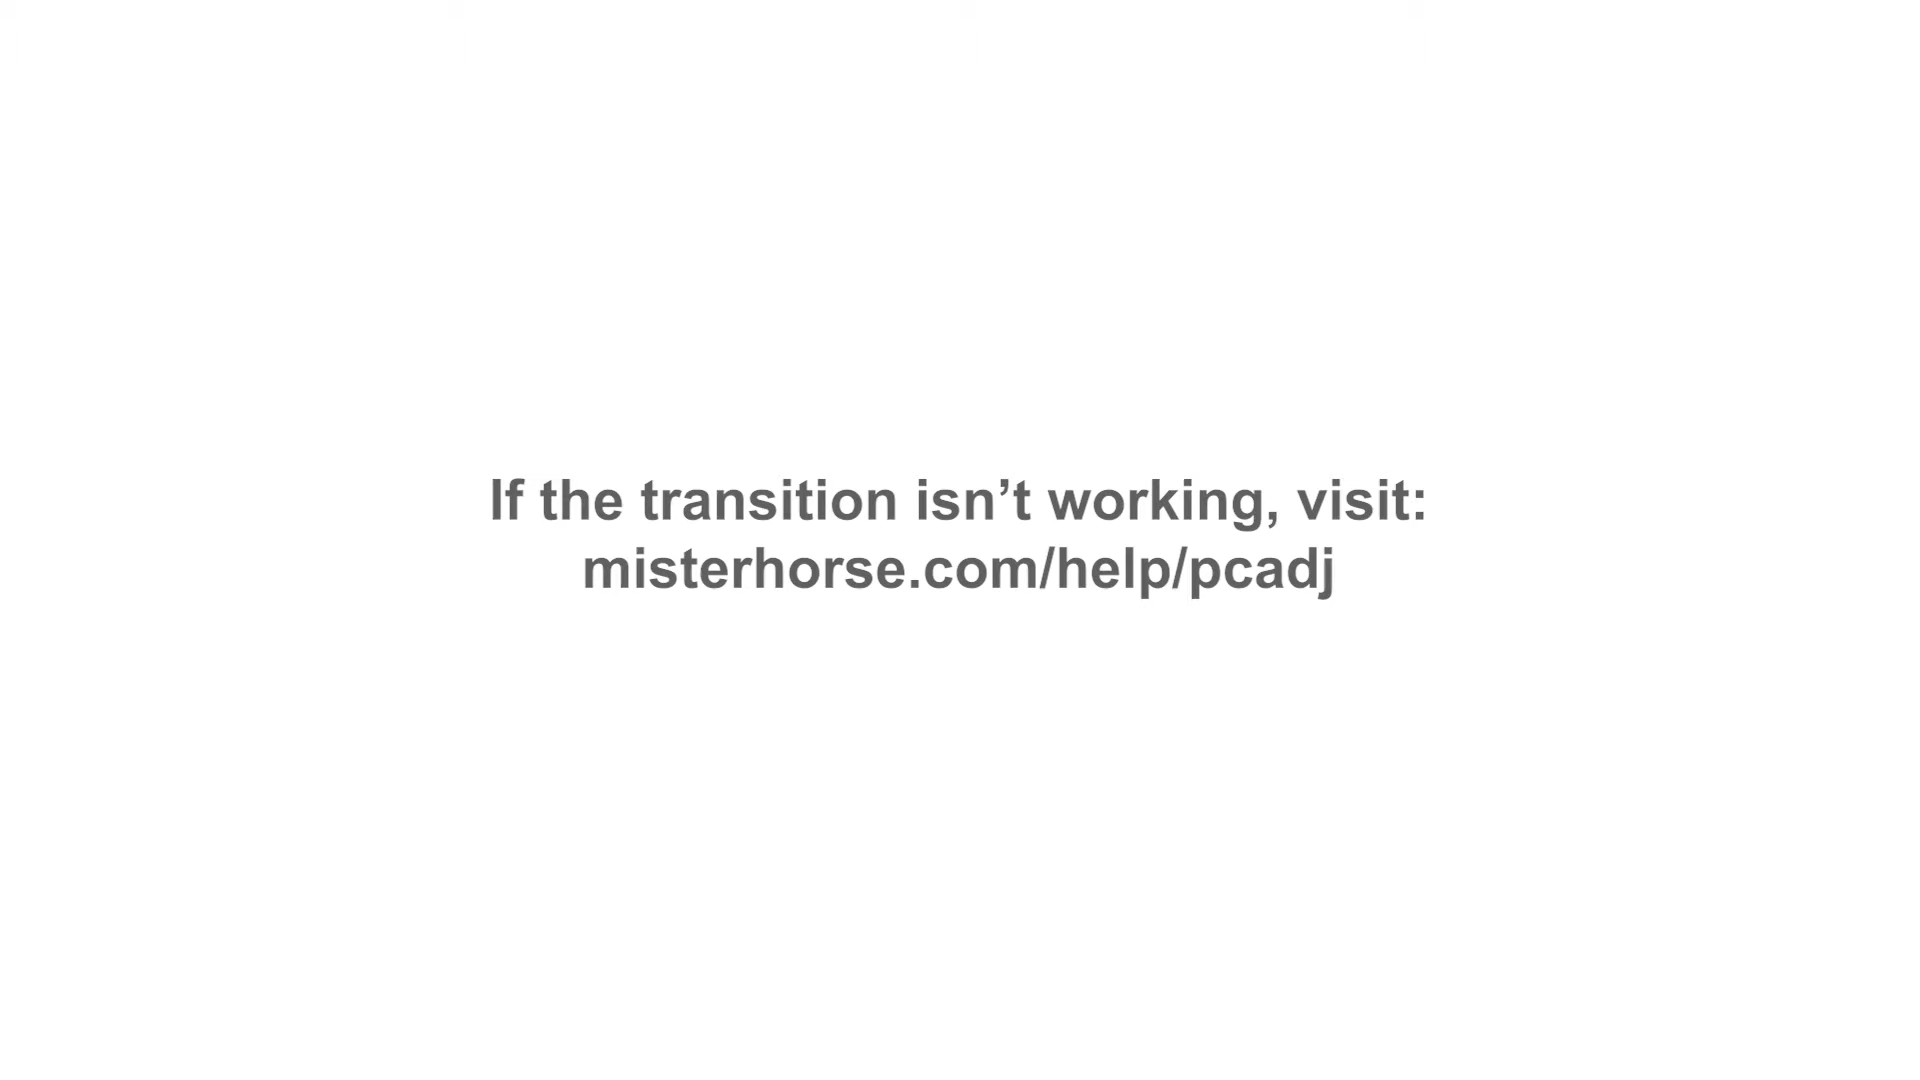 If the transition isn’t working, visit:
misterhorse.com/help/pcadj